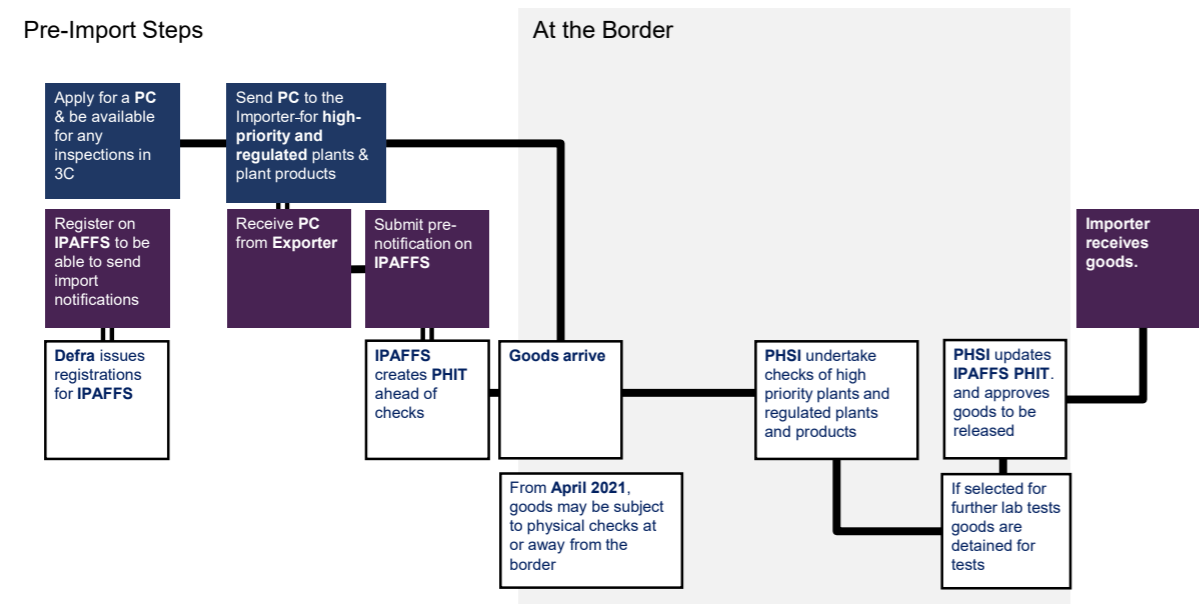 Pre-Import Steps
At the Border
Apply for a PC
& be available
for any
inspections in
3C
Send PC to the
Importer-for high-
priority and
regulated plants &
plant products
Register on
IPAFFS to be
able to send
import
notifications
Receive PC
from Exporter
Submit pre-
notification on
IPAFFS
Importer
receives
goods.
Defra issues
registrations
for IPAFFS
IPAFFS
creates PHIT
ahead of
checks
Goods arrive
PHSI undertake
checks of high
priority plants and
regulated plants
and products
PHSI updates
IPAFFS PHIT.
and approves
goods to be
released
From April 2021,
goods may be subject
to physical checks at
or away from the
border
If selected for
further lab tests
goods are
detained for
tests